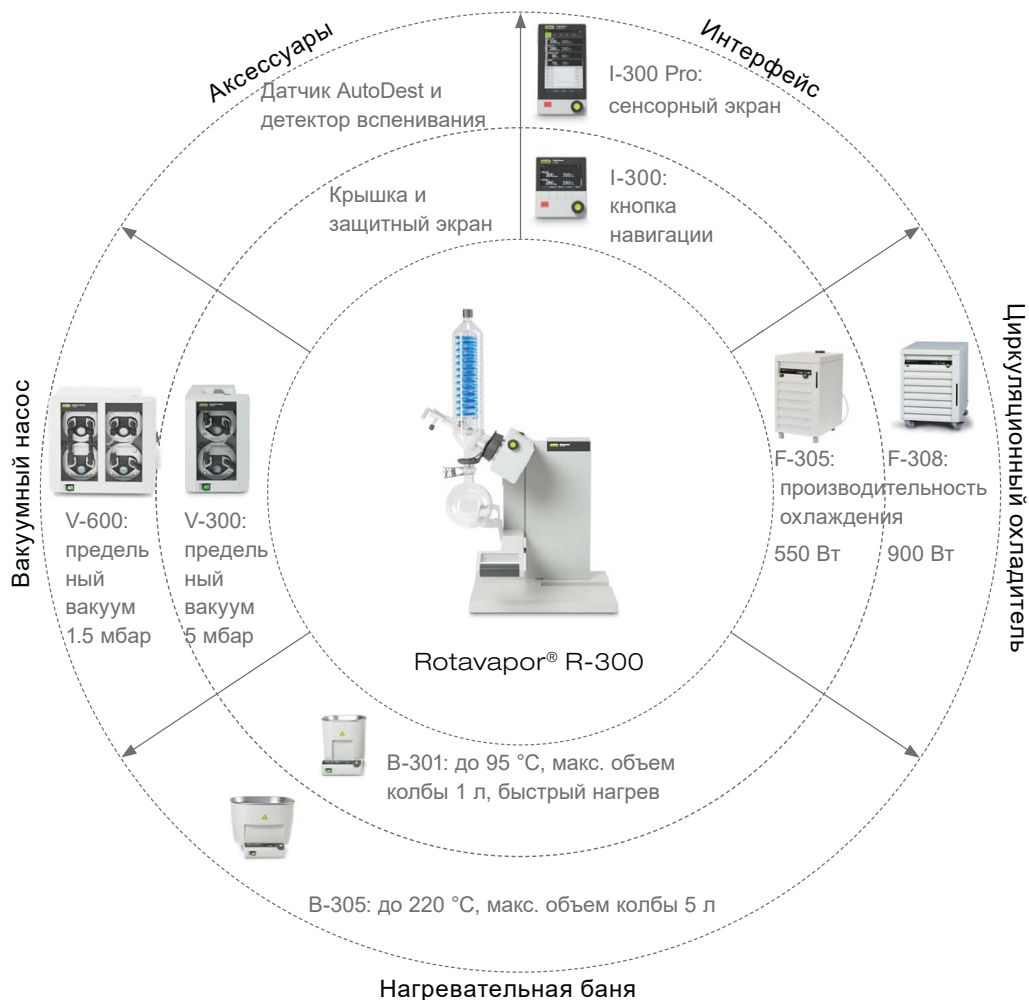 Аксессуары
Интерфейс
Датчик AutoDest и
детектор вспенивания
I-300 Pro:
сенсорный экран
Крышка и
защитный экран
I-300:
кнопка
навигации
Вакуумный насос
V-600:
предель
ный
вакуум
1.5 мбар
V-300:
предель
ный
вакуум
5 мбар
Rotavapor® R-300
F-305:
F-308:
производительность
охлаждения
550 Вт
900 Вт
Циркуляционный охладитель
B-301: до 95 °C, макс. объем
колбы 1 л, быстрый нагрев
B-305: до 220 °C, макс. объем колбы 5 л
Нагревательная баня